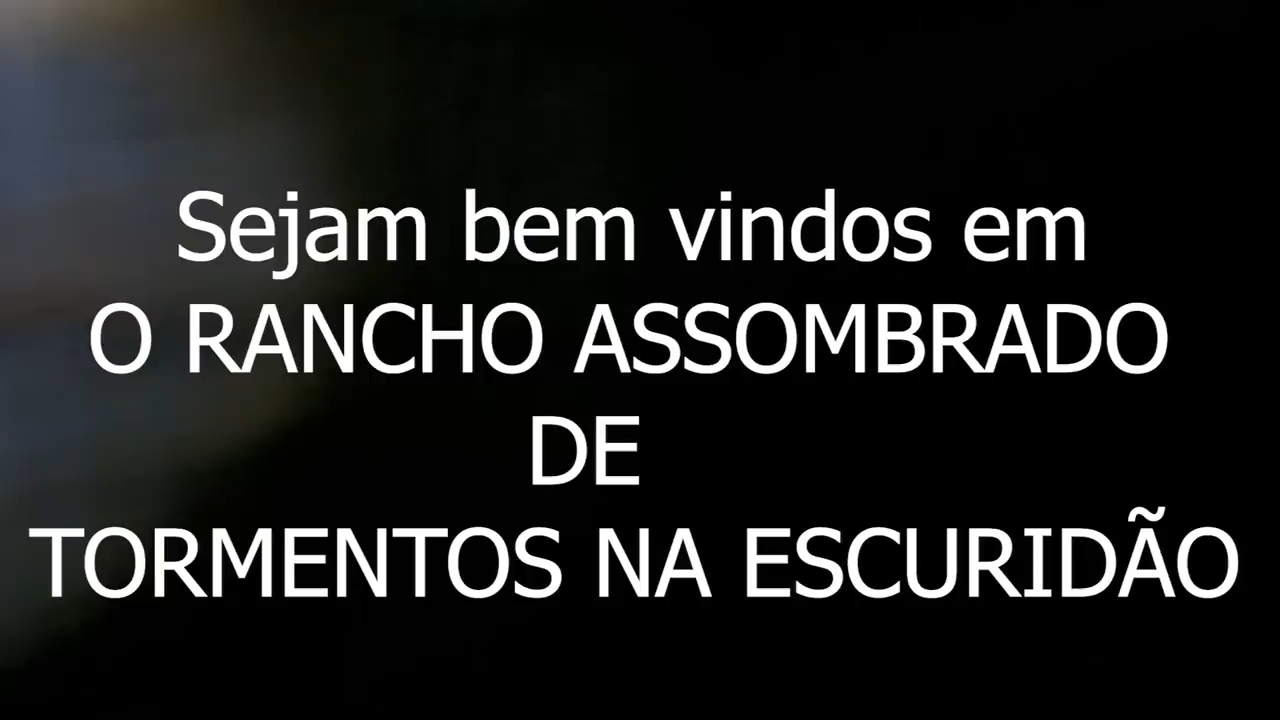 Sejam bem vindos em
O RANCHO ASSOMBRADO
DE
TORMENTOS NA ESCURIDÃO